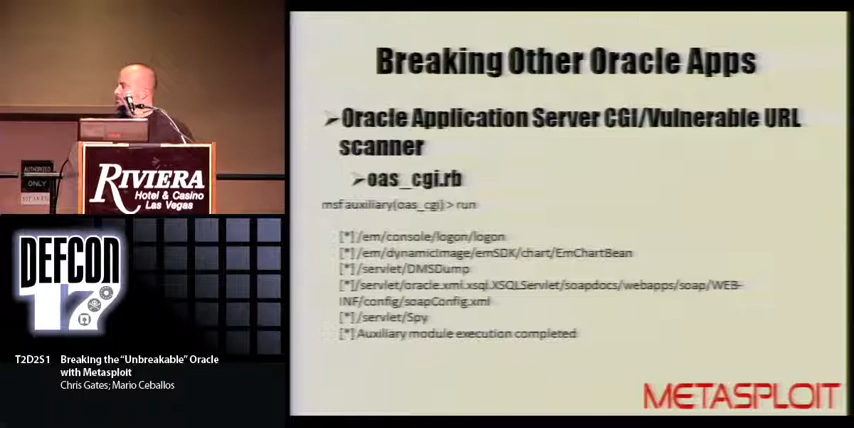 Breaking Other Oracle Apps
➢Oracle Application Server CGI/Vulnerable URL
scanner
➢oas_cgi.rb
msf auxiliary(oas_cgi) > run
[*] /em/console/logon/logon
[*] /em/dynamicImage/emSDK/chart/EmChartBean
[*] /servlet/DMSDump
[*] /servlet/oracle.xml.xsql.XSQLServlet/soapdocs/webapps/soap/WEB-
INF/config/soapConfig.xml
[*] /servlet/Spy
[*] Auxiliary module execution completed
METASPLOIT
AUTHORIZED
ONLY
RIVIERA
Hotel & Casino
Las Vegas
DEFCON
17
T2D2S1 Breaking the “Unbreakable” Oracle
with Metasploit
Chris Gates; Mario Ceballos